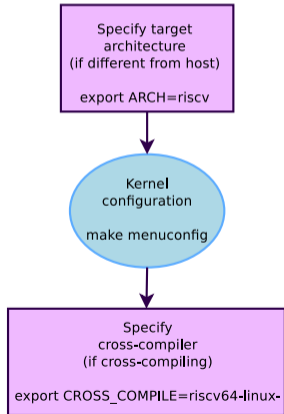 Specify target
architecture
(if different from host)
export ARCH=riscv
Kernel
configuration
make menuconfig
Specify
cross-compiler
(if cross-compiling)
export CROSS_COMPILE=riscv64-linux-